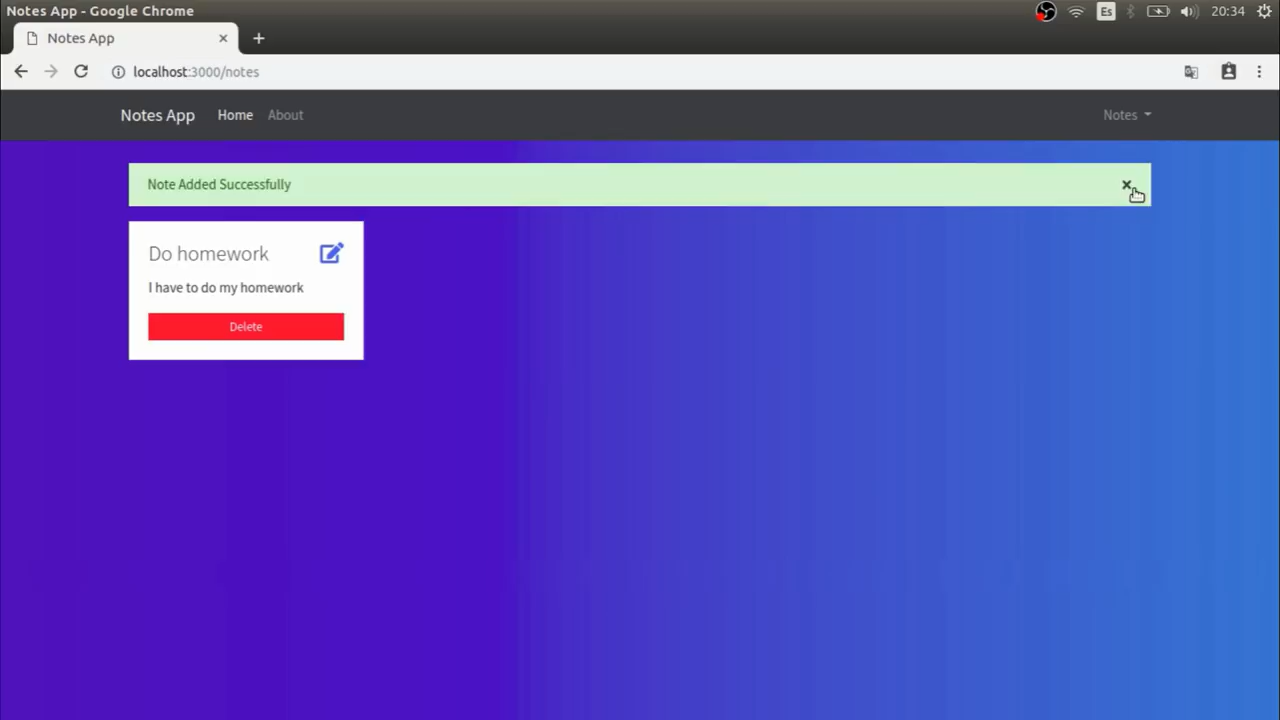 Notes App - Google Chrome
Es
20:34
Notes App
localhost:3000/notes
Notes App Home About Notes
Note Added Successfully
Do homework
I have to do my homework
Delete